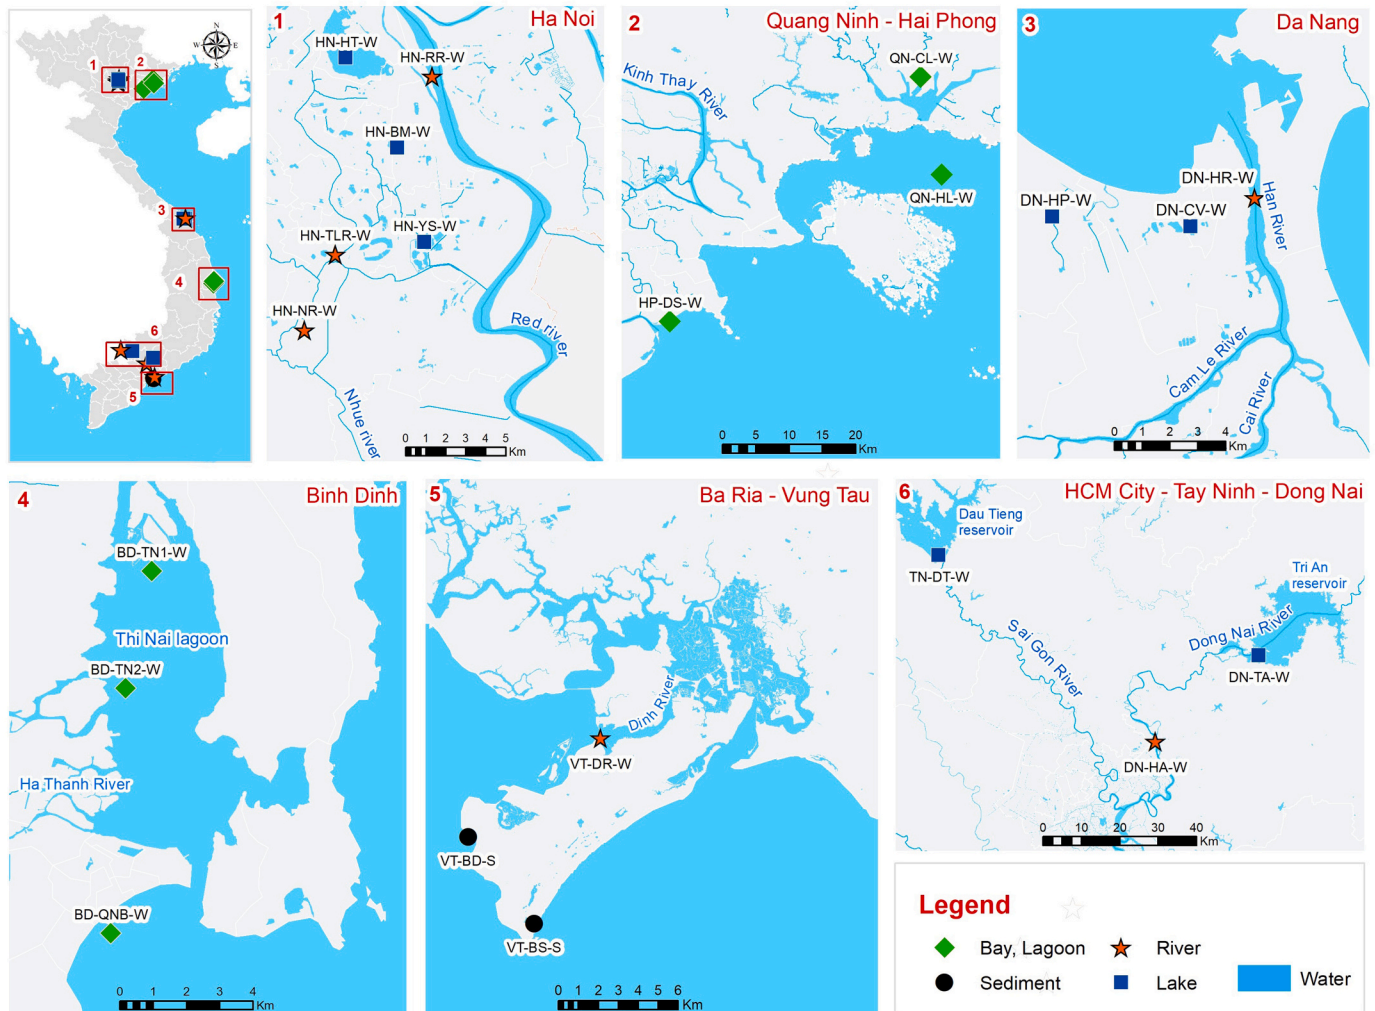 N
W
E
S
1
2
3
4
6
5
1
Ha Noi
HN-HT-W
HN-RR-W
HN-BM-W
HN-YS-W
HN-TLR-W
HN-NR-W
Red river
Nhue river
0 1 2 3 4 5
Km
2
Quang Ninh - Hai Phong
QN-CL-W
Kinh Thay River
QN-HL-W
HP-DS-W
0 5 10 15 20
Km
3
Da Nang
DN-HR-W
DN-HP-W
DN-CV-W
Han River
Cam Le River
Cai River
0 1 2 3 4
Km
4
Binh Dinh
BD-TN1-W
Thi Nai lagoon
BD-TN2-W
Ha Thanh River
BD-QNB-W
0 1 2 3 4
Km
5
Ba Ria - Vung Tau
Dinh River
VT-DR-W
VT-BD-S
VT-BS-S
0 1 2 3 4 5 6
Km
6
HCM City - Tay Ninh - Dong Nai
Dau Tieng
reservoir
TN-DT-W
Tri An
reservoir
Sai Gon River
Dong Nai River
DN-TA-W
DN-HA-W
0 10 20 30 40
Km
Legend
Bay, Lagoon
River
Sediment
Lake
Water